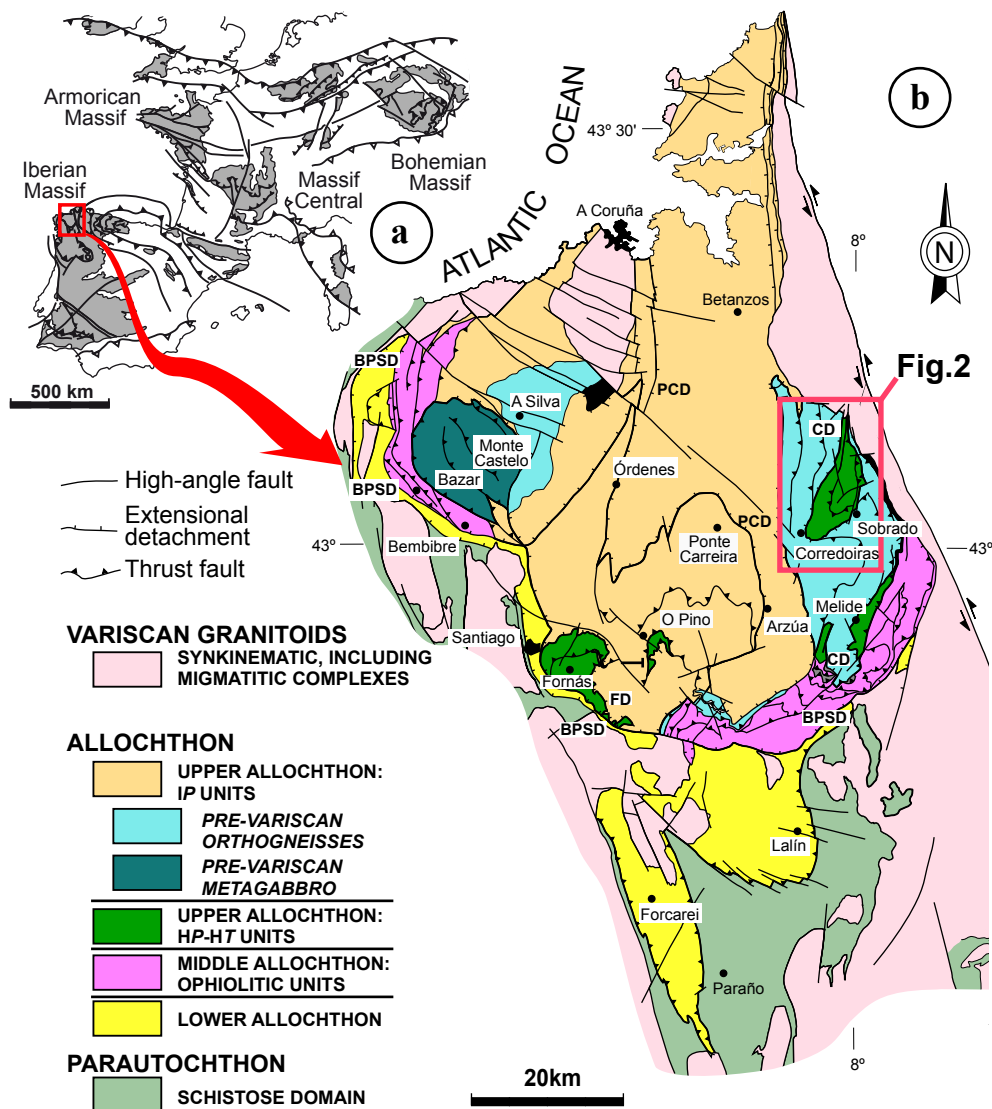 Armorican
Massif
Iberian
Massif
Massif
Central
Bohemian
Massif
a
500 km
b
ATLANTIC OCEAN
43º 30'
8º
N
A Coruña
Betanzos
Fig.2
BPSD
PCD
CD
A Silva
Monte
Castelo
Bazar
Órdenes
BPSD
PCD
Ponte
Carreira
Sobrado
Corredoiras
43º
43º
Bembibre
Melide
Arzúa
O Pino
Santiago
CD
Fornás
FD
BPSD
BPSD
Lalín
Forcarei
Paraño
8º
20km
High-angle fault
Extensional
detachment
Thrust fault
VARISCAN GRANITOIDS
SYNKINEMATIC, INCLUDING
MIGMATITIC COMPLEXES
ALLOCHTHON
UPPER ALLOCHTHON:
IP UNITS
PRE-VARISCAN
ORTHOGNEISSES
PRE-VARISCAN
METAGABBRO
UPPER ALLOCHTHON:
HP-HT UNITS
MIDDLE ALLOCHTHON:
OPHIOLITIC UNITS
LOWER ALLOCHTHON
PARAUTOCHTHON
SCHISTOSE DOMAIN